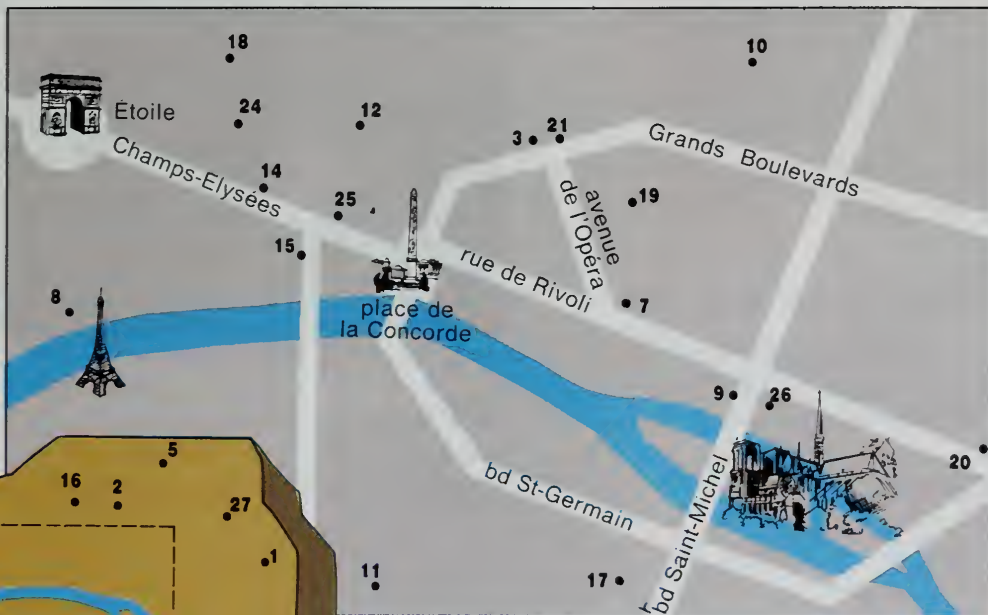 18
10
24
12
Étoile
3 21
Grands Boulevards
Champs-Elysées
14
25
avenue
de l'Opéra
19
15
rue de Rivoli
8
place de
la Concorde
7
9
26
5
bd St-Germain
bd Saint-Michel
20
16
2
27
1
11
17